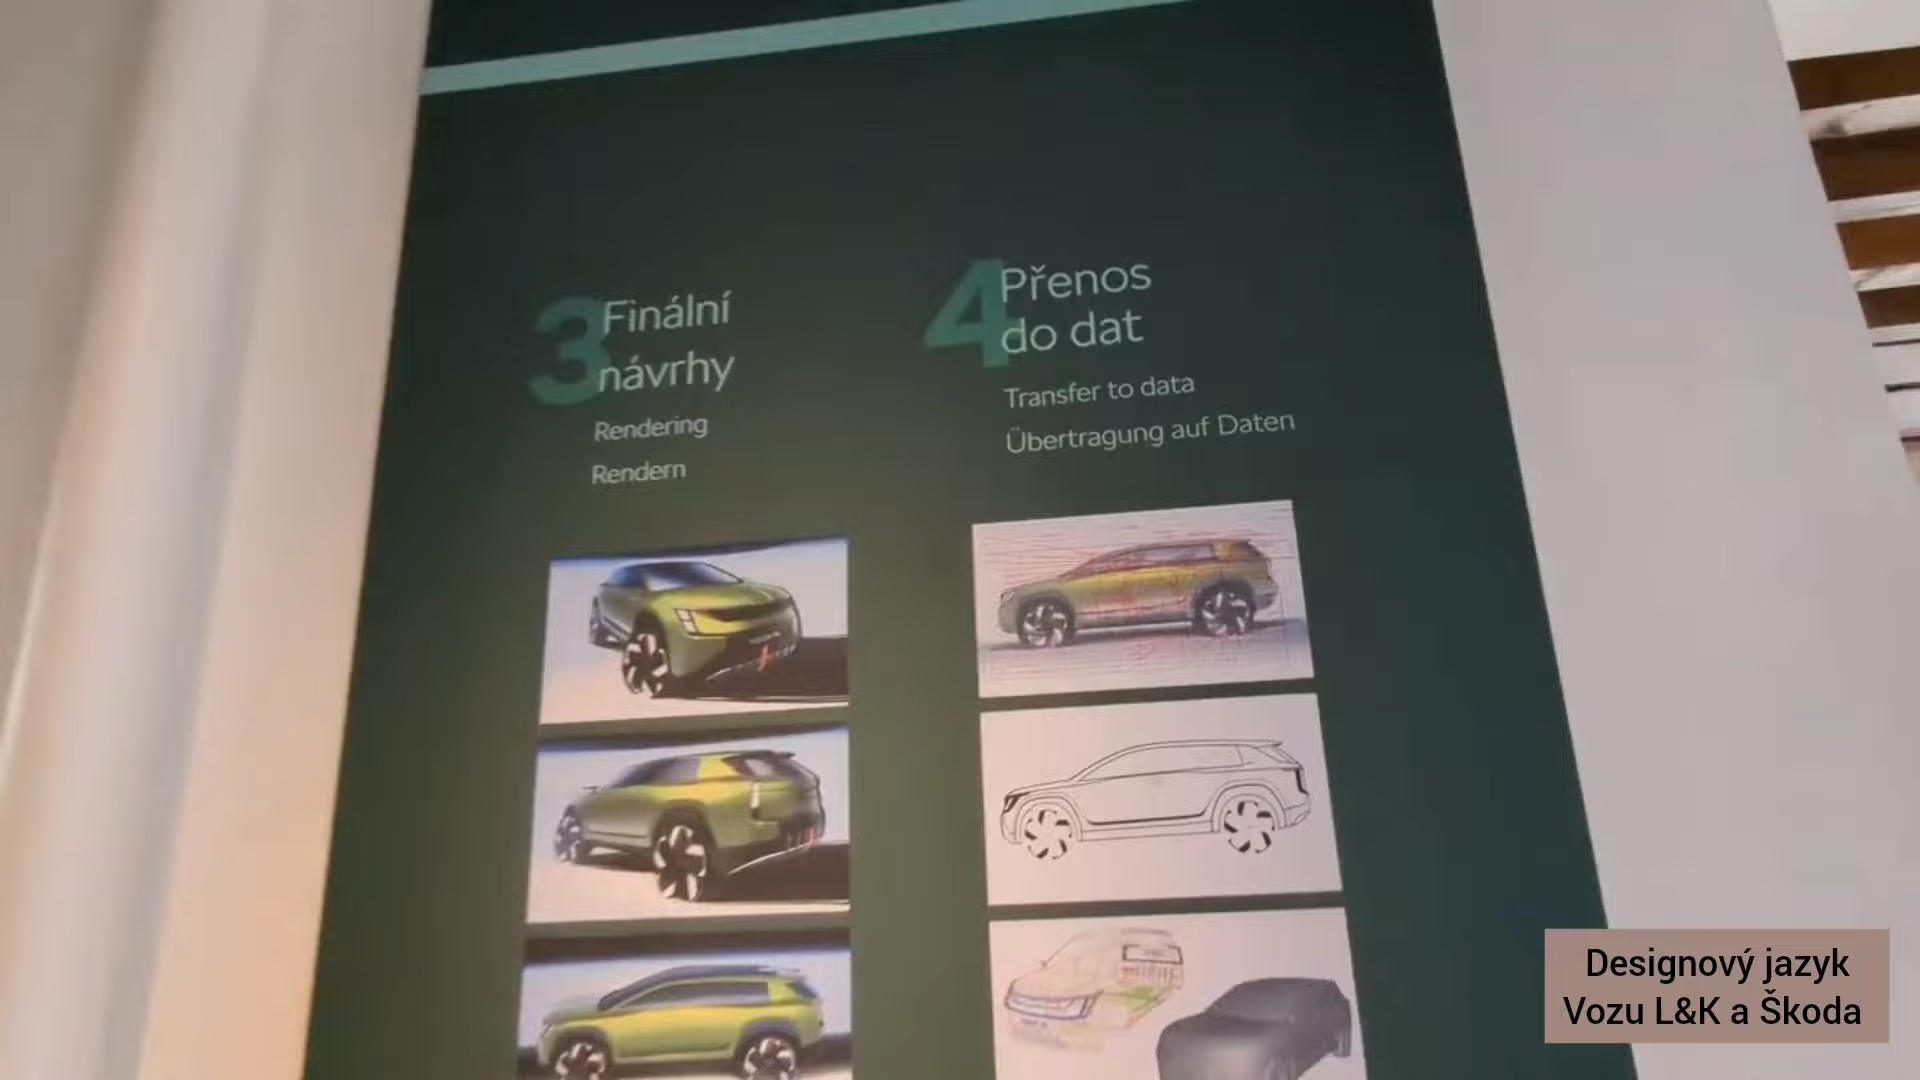 3
Finální
návrhy
Rendering
Rendern
4
Přenos
do dat
Transfer to data
Übertragung auf Daten
Designový jazyk
Vozu L&K a Škoda